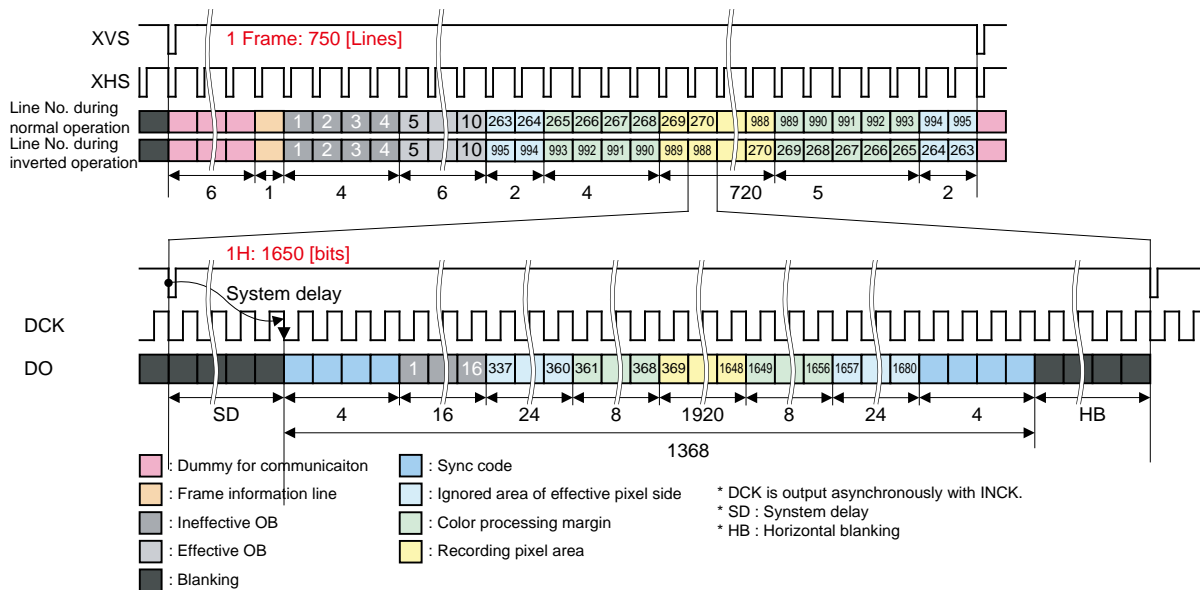 XVS
1 Frame: 750 [Lines]
XHS
Line No. during
normal operation
1 2 3 4 5 10 263 264 265 266 267 268 269 270 988 989 990 991 992 993 994 995
Line No. during
inverted operation
1 2 3 4 5 10 995 994 993 992 991 990 989 988 270 269 268 267 266 265 264 263
6 1 4 6 2 4 720 5 2
1H: 1650 [bits]
System delay
DCK
DO
1 16 337 360 361 368 369 1648 1649 1656 1657 1680
SD 4 16 24 8 1920 8 24 4 HB
1368
: Dummy for communicaiton
: Frame information line
: Ineffective OB
: Effective OB
: Blanking
: Sync code
: Ignored area of effective pixel side
: Color processing margin
: Recording pixel area
* DCK is output asynchronously with INCK.
* SD : Synstem delay
* HB : Horizontal blanking